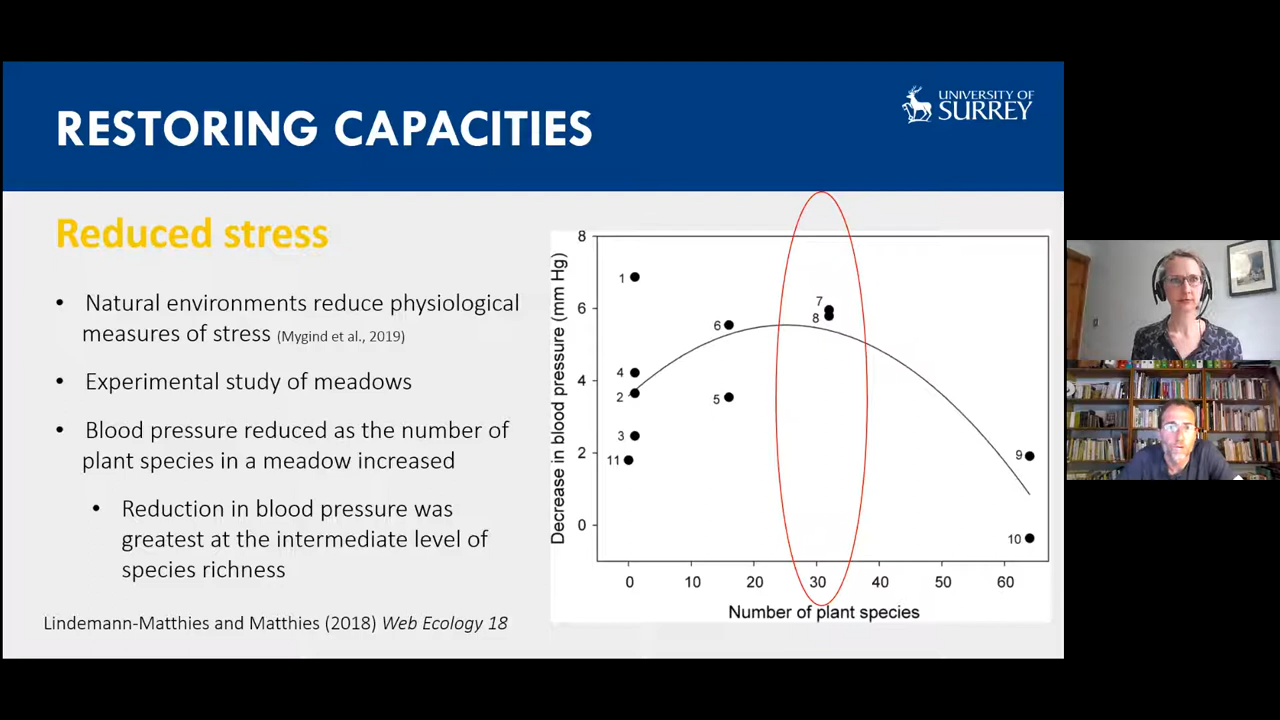 RESTORING CAPACITIES
UNIVERSITY OF
SURREY
Reduced stress
• Natural environments reduce physiological
measures of stress (Mygind et al., 2019)
• Experimental study of meadows
• Blood pressure reduced as the number of
plant species in a meadow increased
• Reduction in blood pressure was
greatest at the intermediate level of
species richness
Lindemann-Matthies and Matthies (2018) Web Ecology 18
Decrease in blood pressure (mm Hg)
8
6
4
2
0
1
4
2
3
11
6
5
7
8
9
10
0 10 20 30 40 50 60
Number of plant species